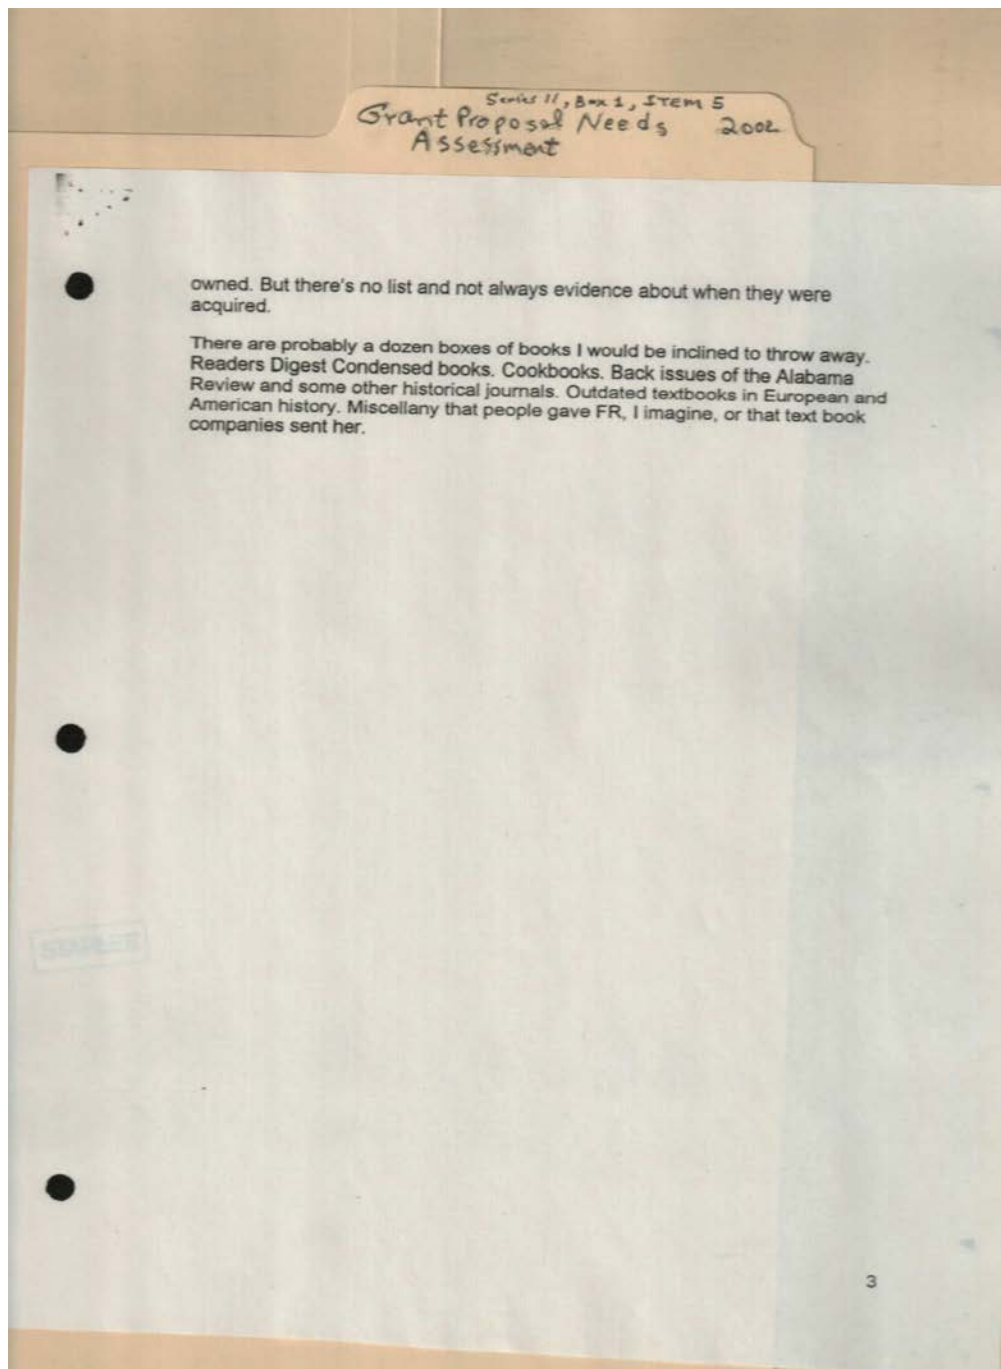 Series 11, Box 1, ITEM 5
Grant Proposal Needs 2002
Assessment
owned. But there's no list and not always evidence about when they were
acquired.
There are probably a dozen boxes of books I would be inclined to throw away.
Readers Digest Condensed books. Cookbooks. Back issues of the Alabama
Review and some other historical journals. Outdated textbooks in European and
American history. Miscellany that people gave FR, I imagine, or that text book
companies sent her.
3